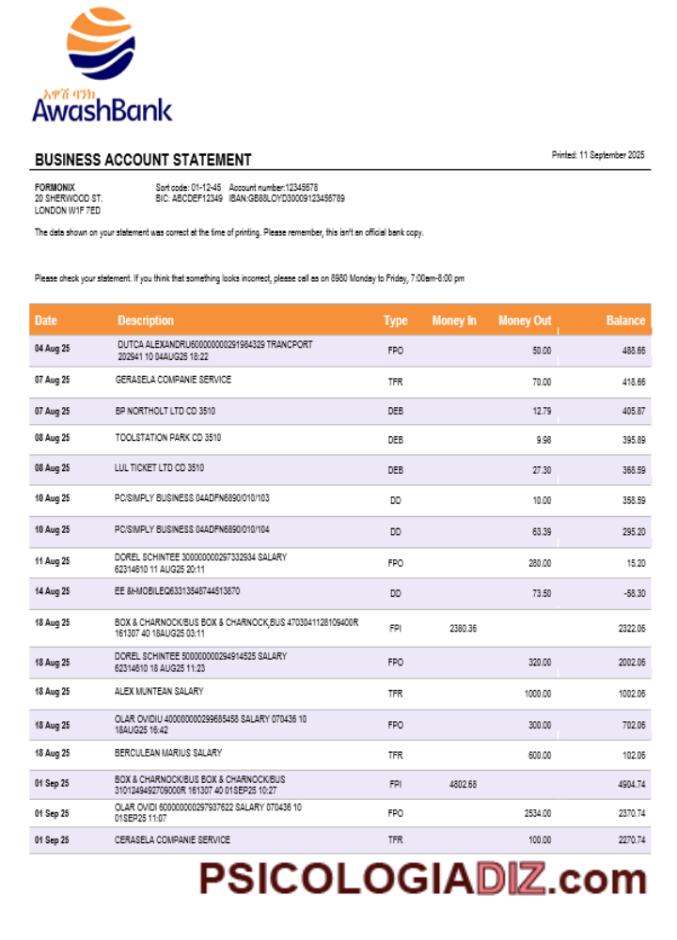 አዋሽ ባንክ
AwashBank
BUSINESS ACCOUNT STATEMENT
Printed: 11 September 2025
FORMONIX Sort code: 01-12-45 Account number:12345678
20 SHERWOOD ST. BIC: ABCDEF12349 IBAN:GB88LOYD30009123456789
LONDON W1F 7ED
The data shown on your statement was correct at the time of printing. Please remember, this isn't an official bank copy.
Please check your statement. If you think that something looks incorrect, please call as on 8980 Monday to Friday, 7:00am-8:00 pm
Date Description Type Money In Money Out Balance
04 Aug 25 DUTCA ALEXANDRU600000000291984329 TRANCPORT FPO 50.00 488.66
202941 10 04AUG25 18:22
07 Aug 25 GERASELA COMPANIE SERVICE TFR 70.00 418.66
07 Aug 25 BP NORTHOLT LTD CD 3510 DEB 12.79 405.87
08 Aug 25 TOOLSTATION PARK CD 3510 DEB 9.98 395.89
08 Aug 25 LUL TICKET LTD CD 3510 DEB 27.30 368.59
10 Aug 25 PC/SIMPLY BUSINESS 04ADFN6890/010/103 DD 10.00 358.59
10 Aug 25 PC/SIMPLY BUSINESS 04ADFN6890/010/104 DD 63.39 295.20
11 Aug 25 DOREL SCHINTEE 300000000297332934 SALARY FPO 280.00 15.20
62314610 11 AUG25 20:11
14 Aug 25 EE &I-MOBILEQ63313548744513870 DD 73.50 -58.30
18 Aug 25 BOX & CHARNOCK/BUS BOX & CHARNOCK,BUS 4703041128109400R FPI 2380.36 2322.06
161307 40 18AUG25 03:11
18 Aug 25 DOREL SCHINTEE 500000000294914525 SALARY FPO 320.00 2002.06
62314610 18 AUG25 11:23
18 Aug 25 ALEX MUNTEAN SALARY TFR 1000.00 1002.06
18 Aug 25 OLAR OVIDIU 400000000299685458 SALARY 070436 10 FPO 300.00 702.06
18AUG25 16:42
18 Aug 25 BERCULEAN MARIUS SALARY TFR 600.00 102.06
01 Sep 25 BOX & CHARNOCK/BUS BOX & CHARNOCK/BUS FPI 4802.68 4904.74
3101249492709000R 161307 40 01SEP25 10:27
01 Sep 25 OLAR OVIDI 600000000297937622 SALARY 070436 10 FPO 2534.00 2370.74
01SEP25 11:07
01 Sep 25 CERASELA COMPANIE SERVICE TFR 100.00 2270.74
PSICOLOGIADIZ.com